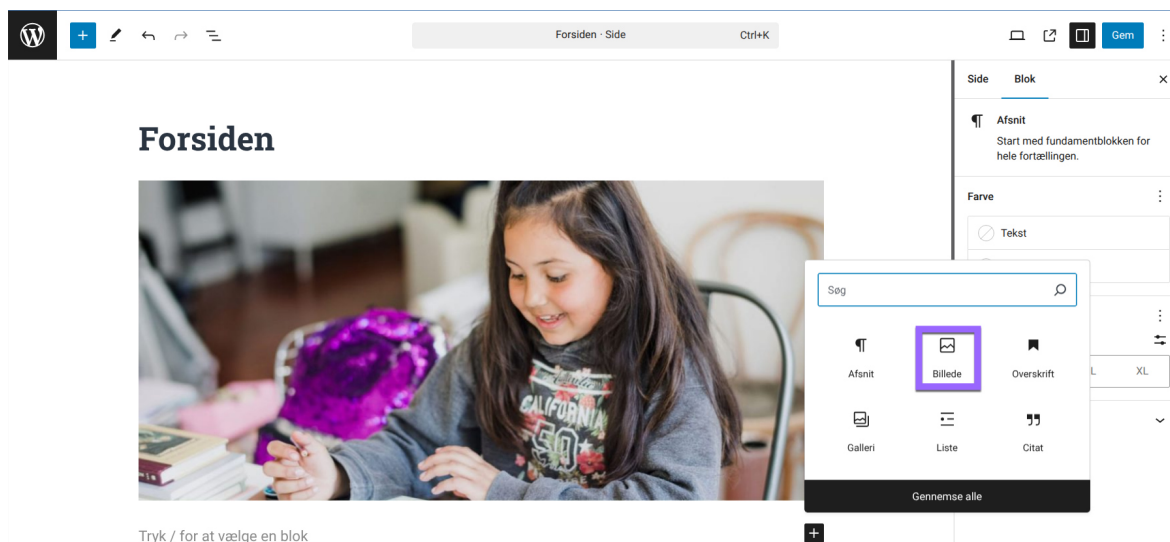 Forsiden · Side Ctrl+K
Gem
Side Blok
Afsnit
Start med fundamentblokken for
hele fortællingen.
Farve
Tekst
Forsiden
CALIFORNIA
50
Søg
Afsnit Billede Overskrift
L XL
Galleri Liste Citat
Gennemse alle
Tryk / for at vælge en blok